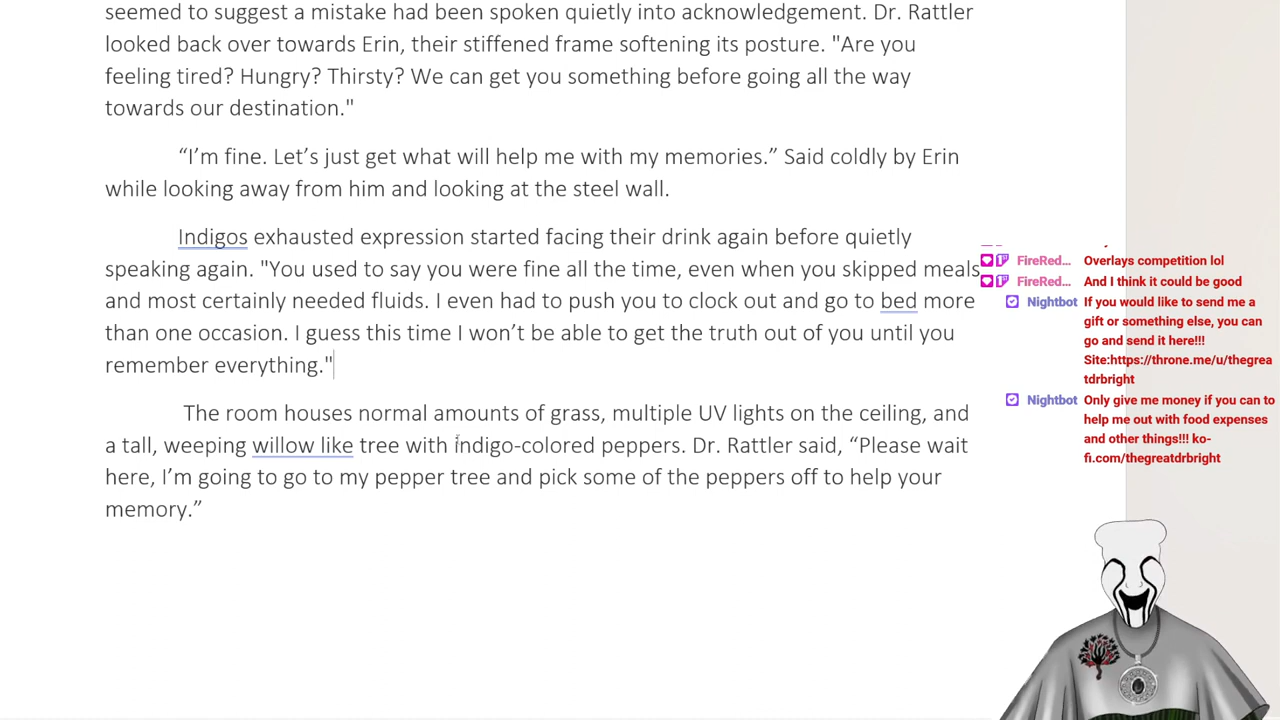 seemed to suggest a mistake had been spoken quietly into acknowledgement. Dr. Rattler
looked back over towards Erin, their stiffened frame softening its posture. "Are you
feeling tired? Hungry? Thirsty? We can get you something before going all the way
towards our destination."
“I’m fine. Let’s just get what will help me with my memories.” Said coldly by Erin
while looking away from him and looking at the steel wall.
Indigos exhausted expression started facing their drink again before quietly
speaking again. "You used to say you were fine all the time, even when you skipped meals
and most certainly needed fluids. I even had to push you to clock out and go to bed more
than one occasion. I guess this time I won’t be able to get the truth out of you until you
remember everything."
The room houses normal amounts of grass, multiple UV lights on the ceiling, and
a tall, weeping willow like tree with indigo-colored peppers. Dr. Rattler said, “Please wait
here, I’m going to go to my pepper tree and pick some of the peppers off to help your
memory.”
FireRed... Overlays competition lol
FireRed... And I think it could be good
Nightbot If you would like to send me a
gift or something else, you can
go and send it here!!!
Site:https://throne.me/u/thegrea
tdrbright
Nightbot Only give me money if you can to
help me out with food expenses
and other things!!! ko-
fi.com/thegreatdrbright